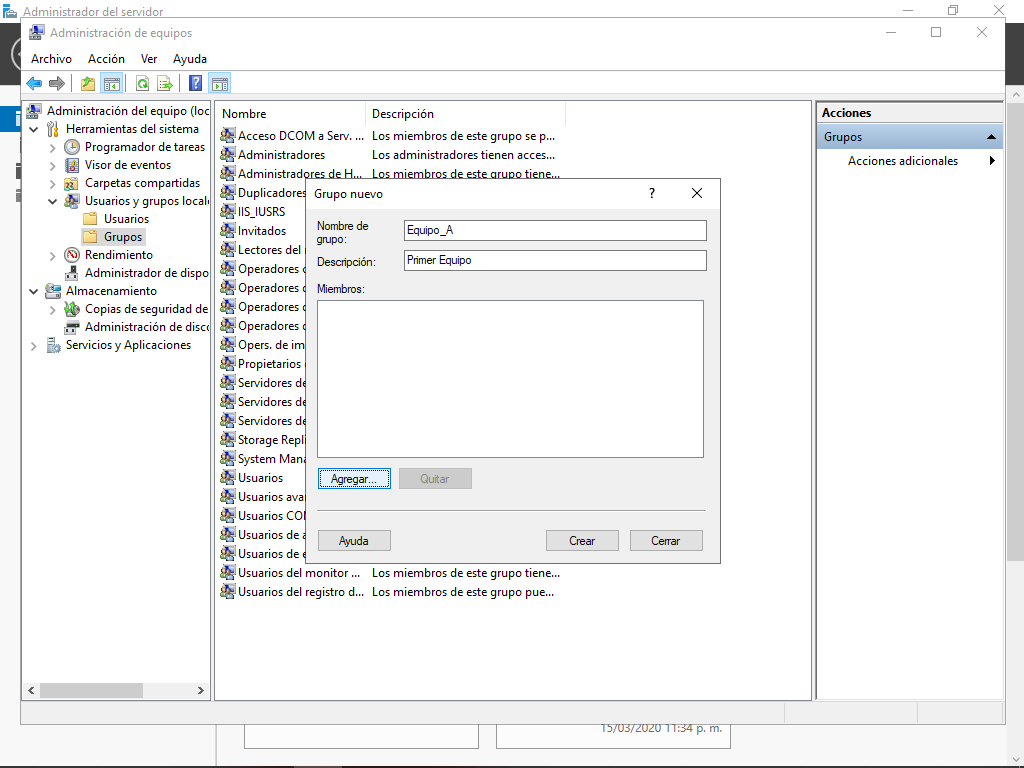 Administración del servidor
Administración de equipos
Archivo Acción Ver Ayuda
Administración del equipo (loc
Herramientas del sistema
Programador de tareas
Visor de eventos
Carpetas compartidas
Usuarios y grupos locale
Usuarios
Grupos
Rendimiento
Administrador de dispo
Almacenamiento
Copias de seguridad de
Administración de disco
Servicios y Aplicaciones
Nombre Descripción
Acceso DCOM a Serv. ... Los miembros de este grupo se p...
Administradores Los administradores tienen acces...
Administradores de H... Los miembros de este grupo tiene...
Duplicadores
IIS_IUSRS
Invitados
Lectores del
Operadores
Operadores
Operadores
Operadores
Opers. de im
Propietarios
Servidores de
Servidores de
Servidores de
Storage Repli
System Mana
Usuarios
Usuarios ava
Usuarios COM
Usuarios de
Usuarios de
Usuarios del monitor ... Los miembros de este grupo tiene...
Usuarios del registro d... Los miembros de este grupo pue...
Grupo nuevo ?
Nombre de grupo: Equipo_A
Descripción: Primer Equipo
Miembros:
Agregar... Quitar
Ayuda Crear Cerrar
Acciones
Grupos
Acciones adicionales
15/03/2020 11:34 p. m.